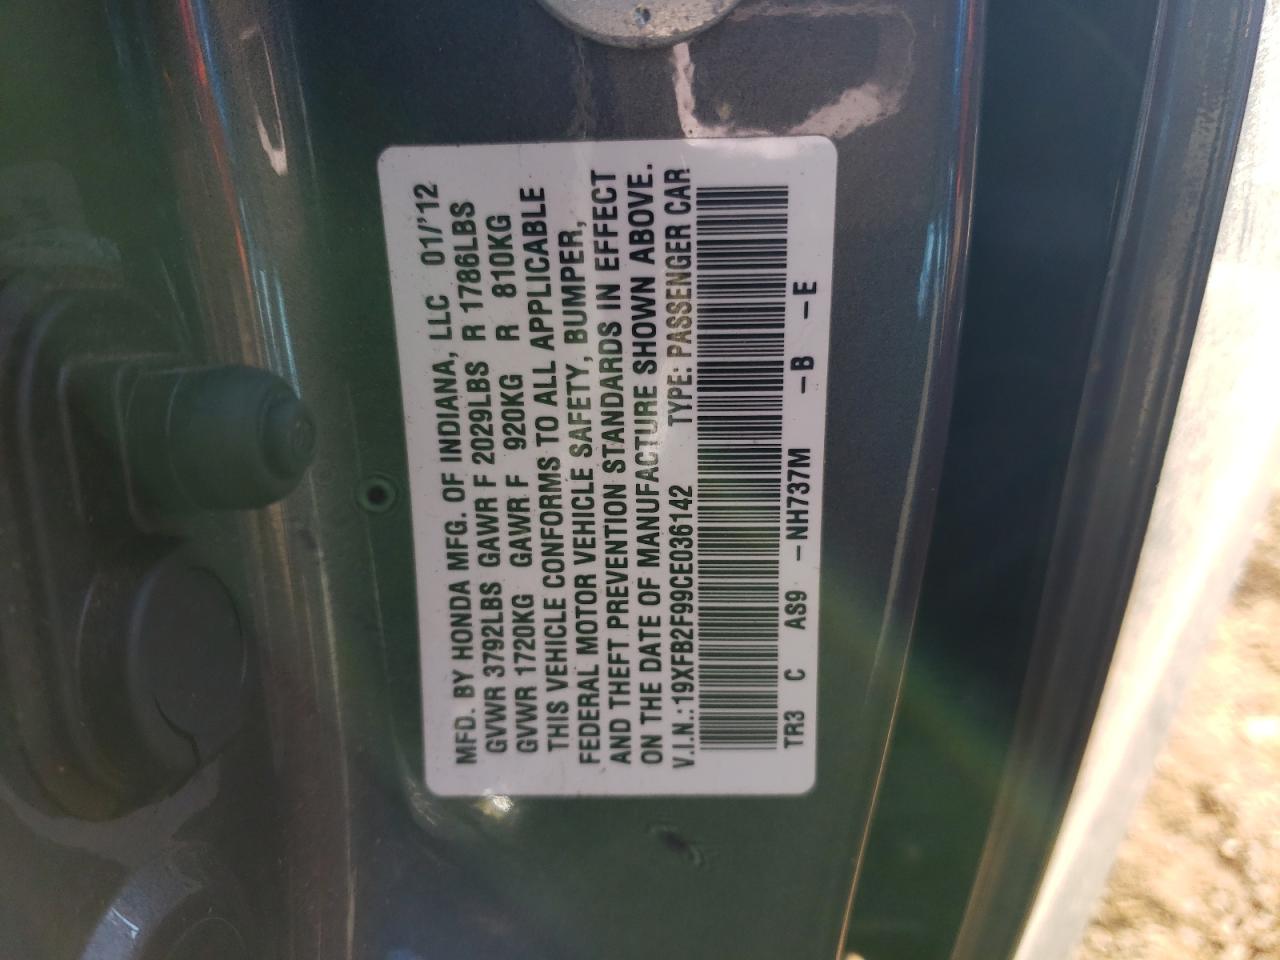 MFD. BY HONDA MFG. OF INDIANA, LLC 01/'12
GVWR 3792LBS GAWR F 2029LBS R 1786LBS
GVWR 1720KG GAWR F 920KG R 810KG
THIS VEHICLE CONFORMS TO ALL APPLICABLE
FEDERAL MOTOR VEHICLE SAFETY, BUMPER,
AND THEFT PREVENTION STANDARDS IN EFFECT
ON THE DATE OF MANUFACTURE SHOWN ABOVE.
V.I.N.: 19XFB2F99CE036142 TYPE: PASSENGER CAR
TR3 C AS9 -NH737M -B -E